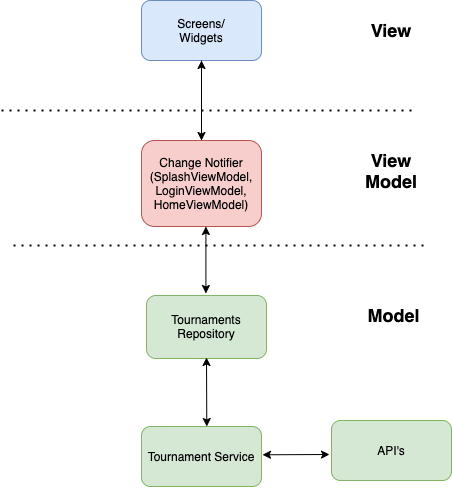 Screens/
Widgets
View
Change Notifier
(SplashViewModel,
LoginViewModel,
HomeViewModel)
View
Model
Tournaments
Repository
Model
Tournament Service
API's